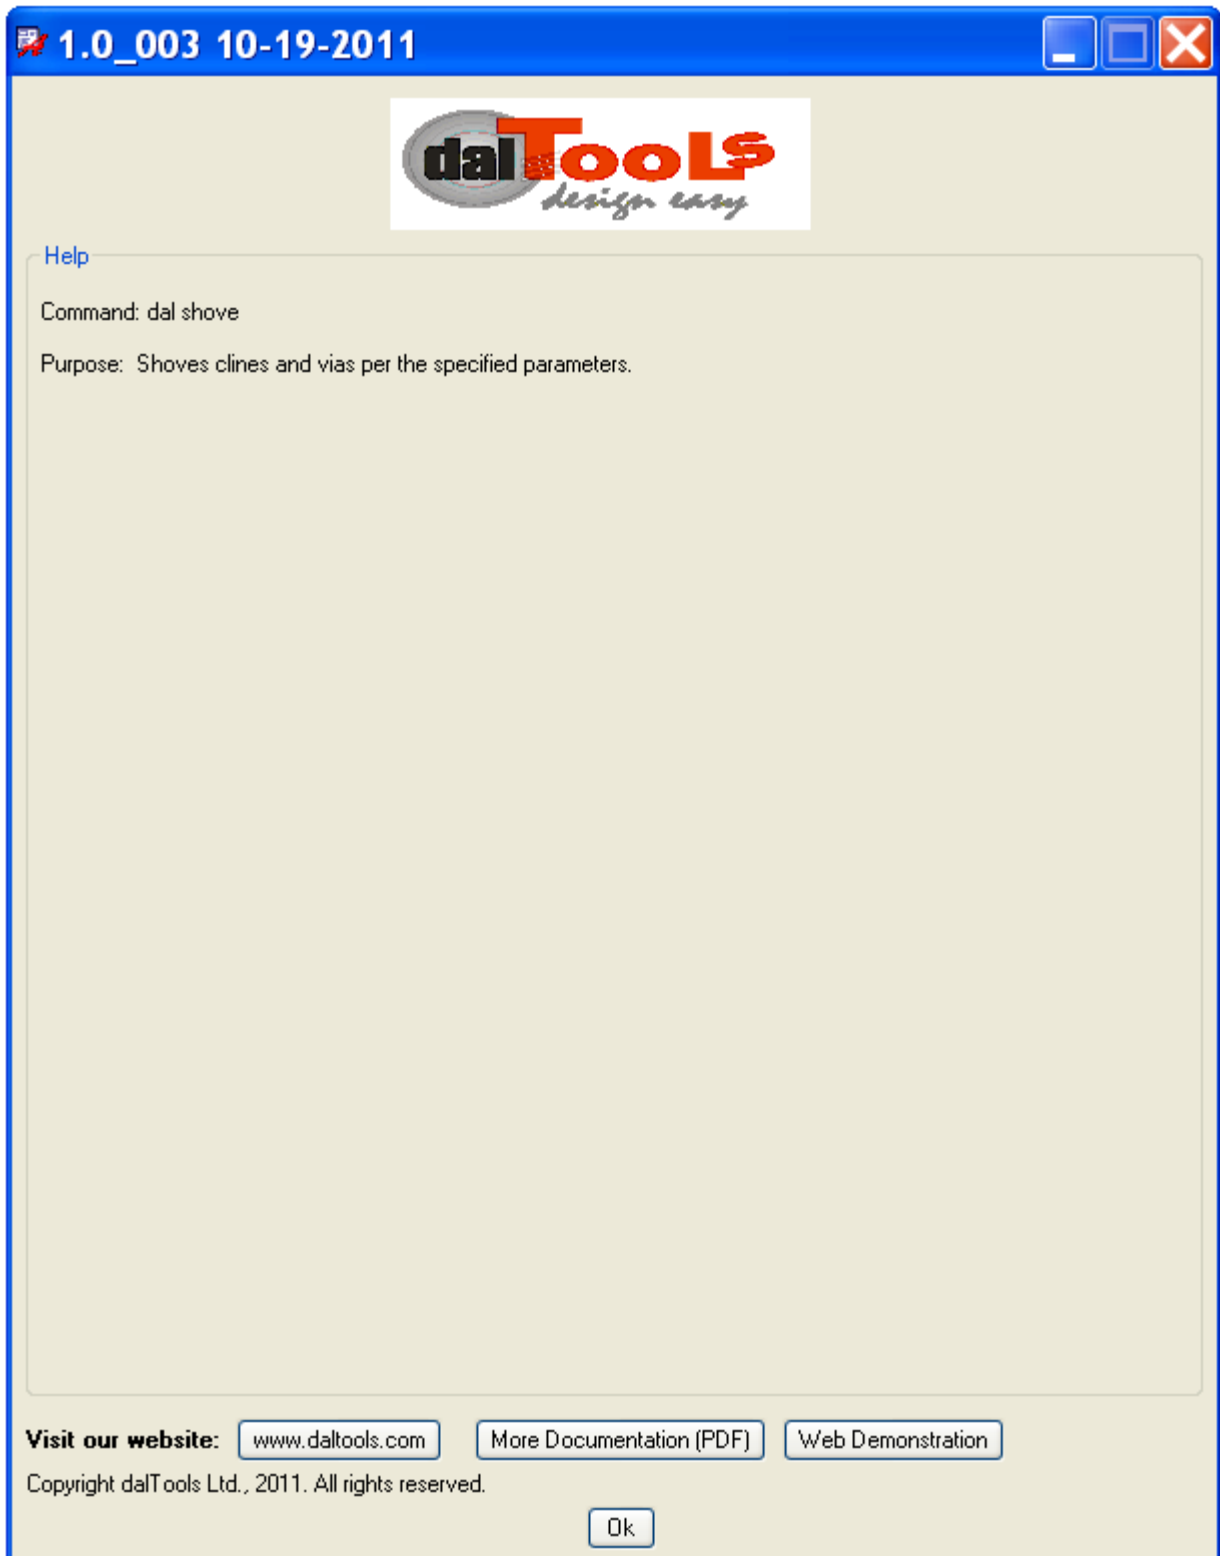 1.0_003 10-19-2011
dalTooLs
design easy
Help
Command: dal shove
Purpose:  Shoves clines and vias per the specified parameters.
Visit our website: www.daltools.com More Documentation (PDF) Web Demonstration
Copyright dalTools Ltd., 2011. All rights reserved.
Ok